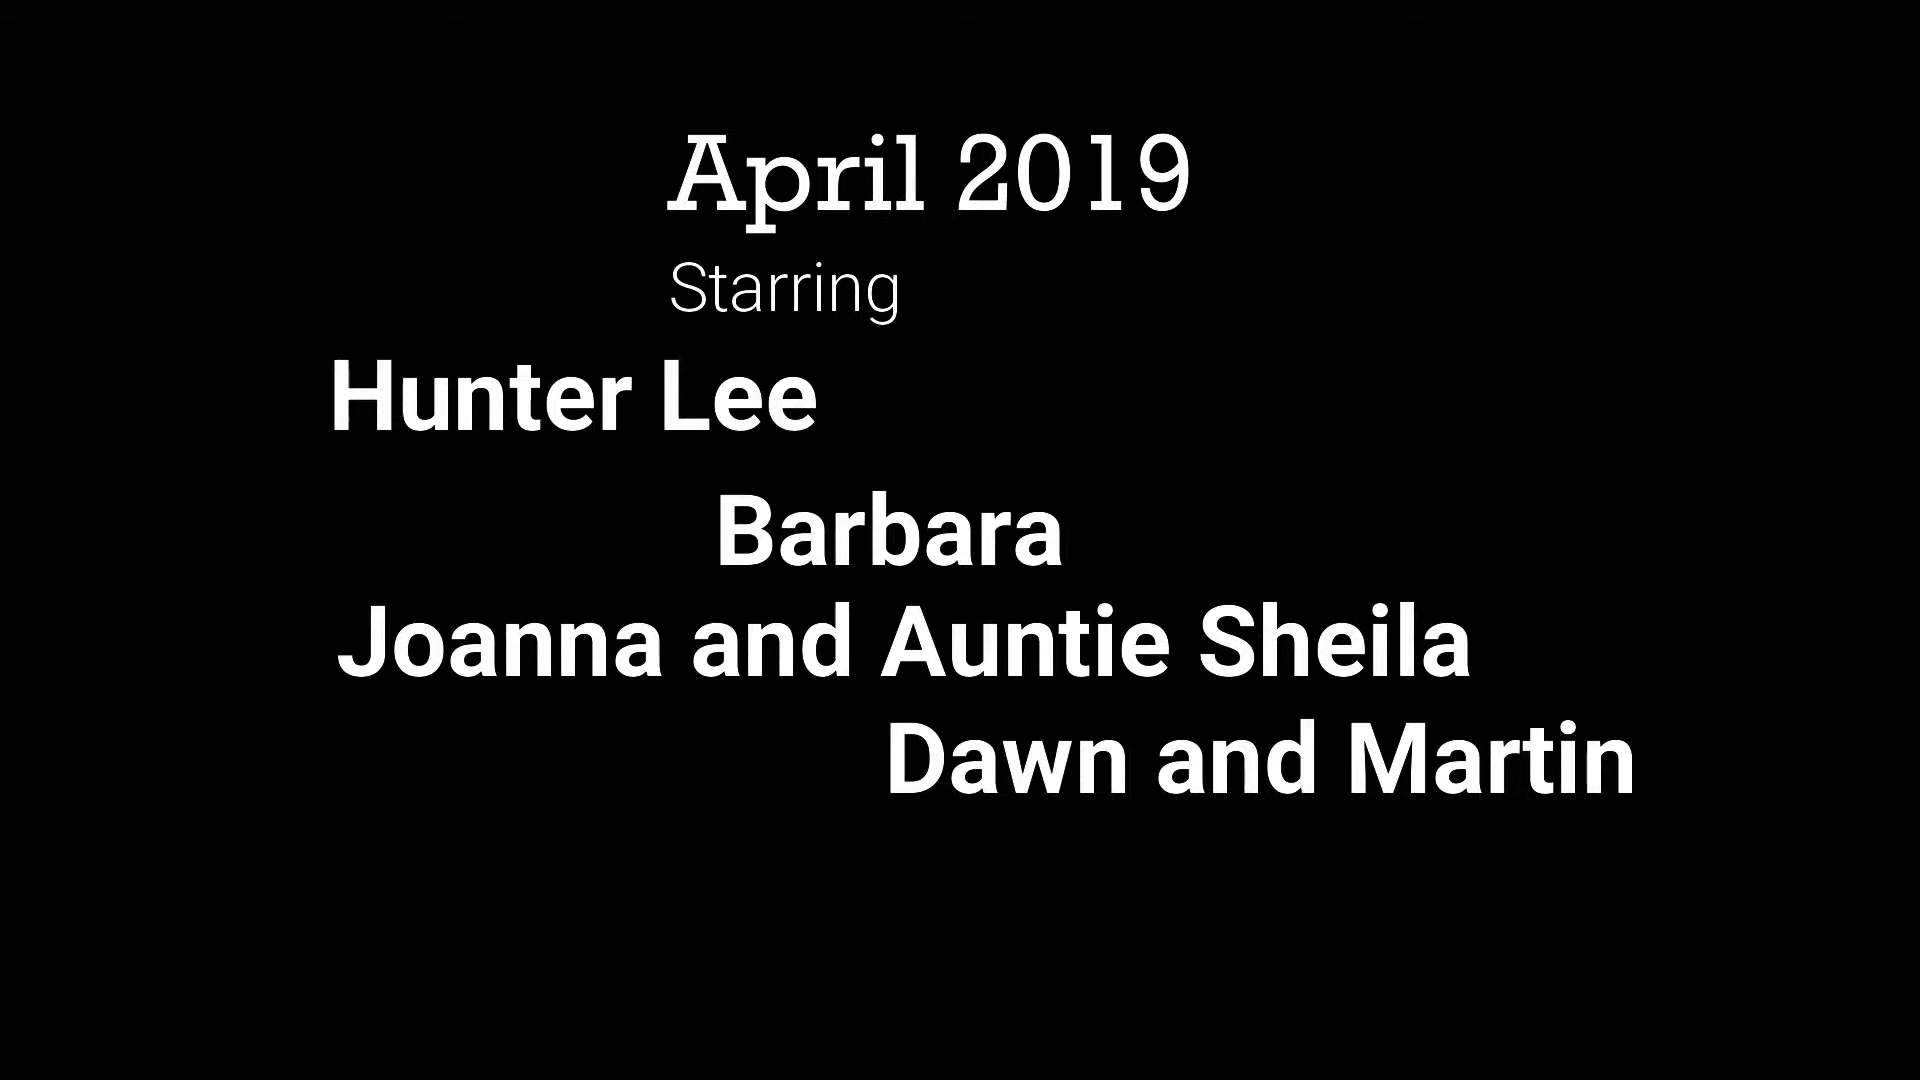 April 2019
Starring
Hunter Lee
Barbara
Joanna and Auntie Sheila
Dawn and Martin